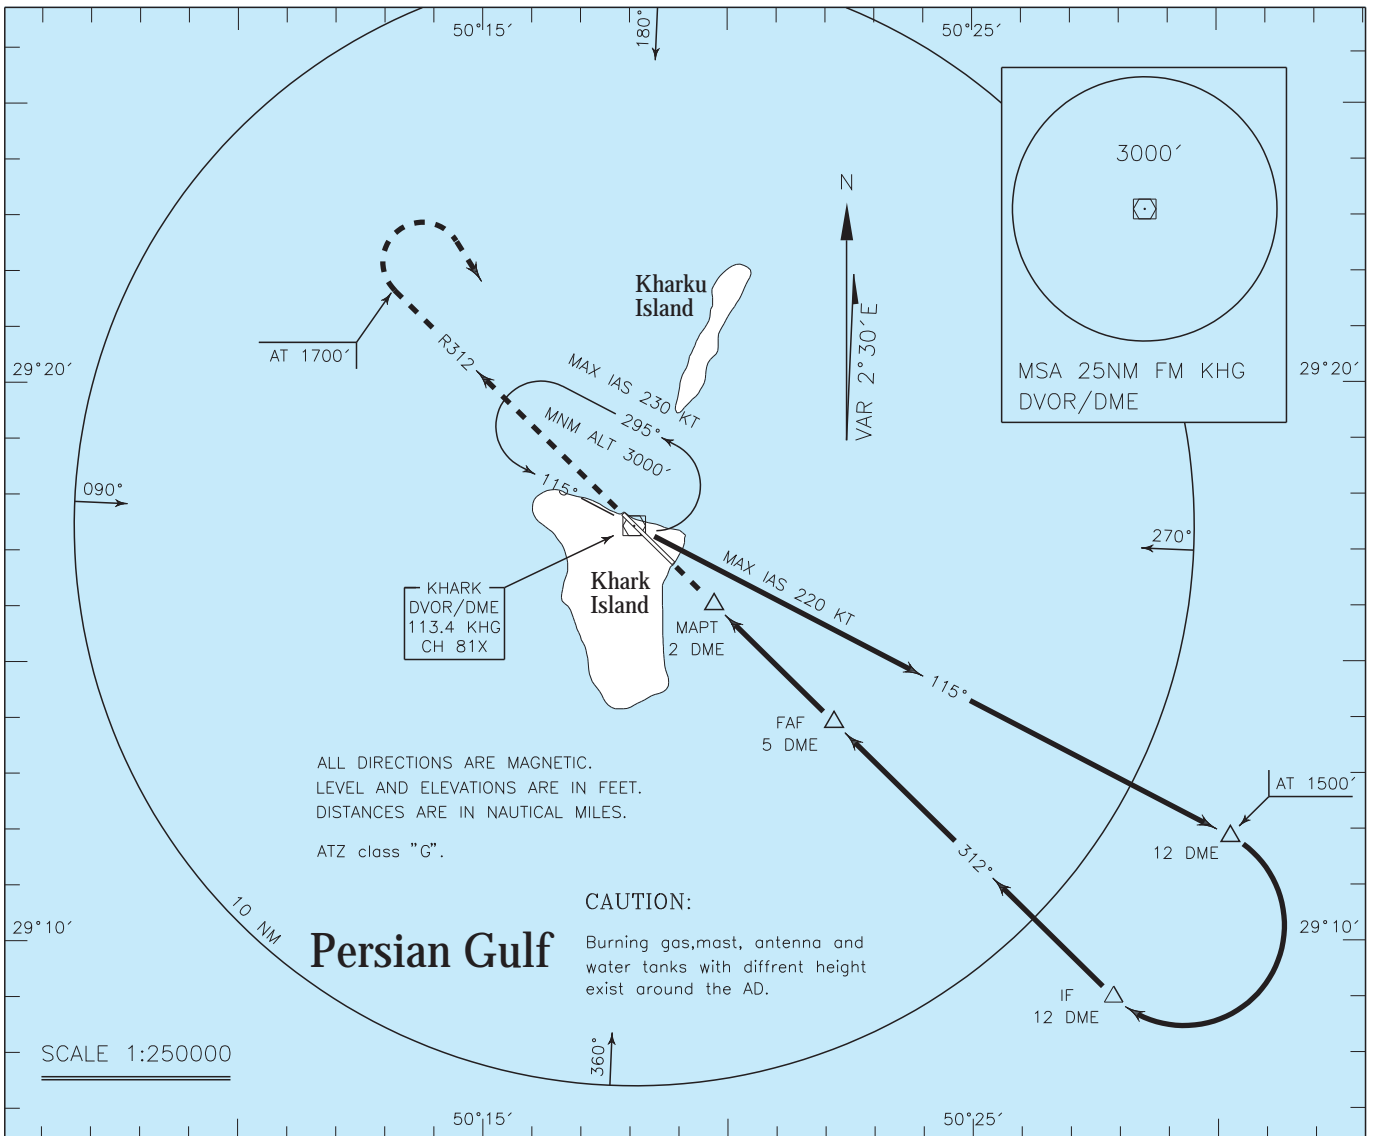 50°15′
180°
50°25′
3000′
MSA 25NM FM KHG
DVOR/DME
N
VAR 2°30′E
Kharku
Island
AT 1700′
R312
29°20′
29°20′
MAX IAS 230 KT
295°
MNM ALT 3000′
115°
090°
270°
KHARK
DVOR/DME
113.4 KHG
CH 81X
Khark
Island
MAX IAS 220 KT
MAPT
2 DME
115°
FAF
5 DME
ALL DIRECTIONS ARE MAGNETIC.
LEVEL AND ELEVATIONS ARE IN FEET.
DISTANCES ARE IN NAUTICAL MILES.
ATZ class "G".
AT 1500′
12 DME
312°
10 NM
CAUTION:
Burning gas,mast, antenna and
water tanks with diffrent height
exist around the AD.
Persian Gulf
29°10′
29°10′
IF
12 DME
360°
SCALE 1:250000
50°15′
50°25′